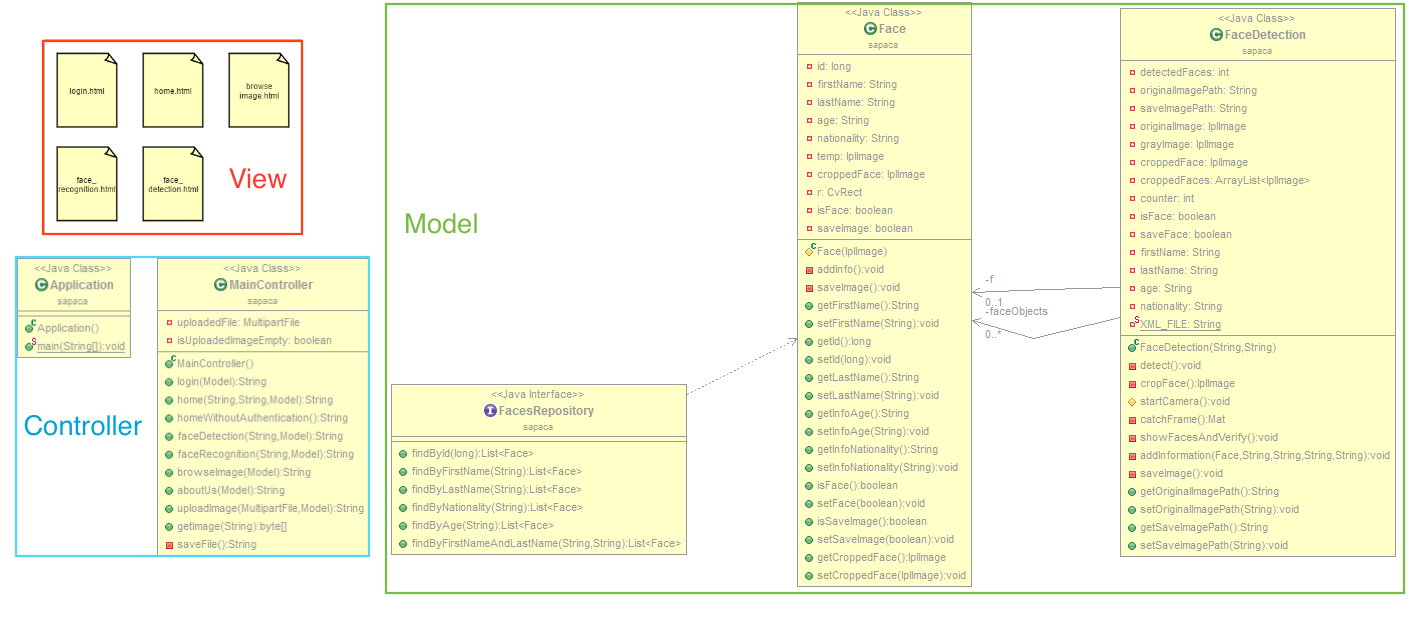 login.html
home.html
browse
image.html
face_
recognition.html
face_
detection.html
View
<<Java Class>>
Application
sapaca
Application()
main(String[]):void
Controller
<<Java Class>>
MainController
sapaca
uploadedFile: MultipartFile
isUploadedImageEmpty: boolean
MainController()
login(Model):String
home(String,String,Model):String
homeWithoutAuthentication():String
faceDetection(String,Model):String
faceRecognition(String,Model):String
browseImage(Model):String
aboutUs(Model):String
uploadImage(MultipartFile,Model):String
getImage(String):byte[]
saveFile():String
Model
<<Java Interface>>
FacesRepository
sapaca
findById(long):List<Face>
findByFirstName(String):List<Face>
findByLastName(String):List<Face>
findByNationality(String):List<Face>
findByAge(String):List<Face>
findByFirstNameAndLastName(String,String):List<Face>
<<Java Class>>
Face
sapaca
id: long
firstName: String
lastName: String
age: String
nationality: String
temp: IplImage
croppedFace: IplImage
r: CvRect
isFace: boolean
saveImage: boolean
Face(IplImage)
addInfo():void
saveImage():void
getFirstName():String
setFirstName(String):void
getId():long
setId(long):void
getLastName():String
setLastName(String):void
getInfoAge():String
setInfoAge(String):void
getInfoNationality():String
setInfoNationality(String):void
isFace():boolean
setFace(boolean):void
isSaveImage():boolean
setSaveImage(boolean):void
getCroppedFace():IplImage
setCroppedFace(IplImage):void
-f
0..1
-faceObjects
0..*
<<Java Class>>
FaceDetection
sapaca
detectedFaces: int
originalImagePath: String
saveImagePath: String
originalImage: IplImage
grayImage: IplImage
croppedFace: IplImage
croppedFaces: ArrayList<IplImage>
counter: int
isFace: boolean
saveFace: boolean
firstName: String
lastName: String
age: String
nationality: String
XML_FILE: String
FaceDetection(String,String)
detect():void
cropFace():IplImage
startCamera():void
catchFrame():Mat
showFacesAndVerify():void
addInformation(Face,String,String,String,String):void
saveImage():void
getOriginalImagePath():String
setOriginalImagePath(String):void
getSaveImagePath():String
setSaveImagePath(String):void